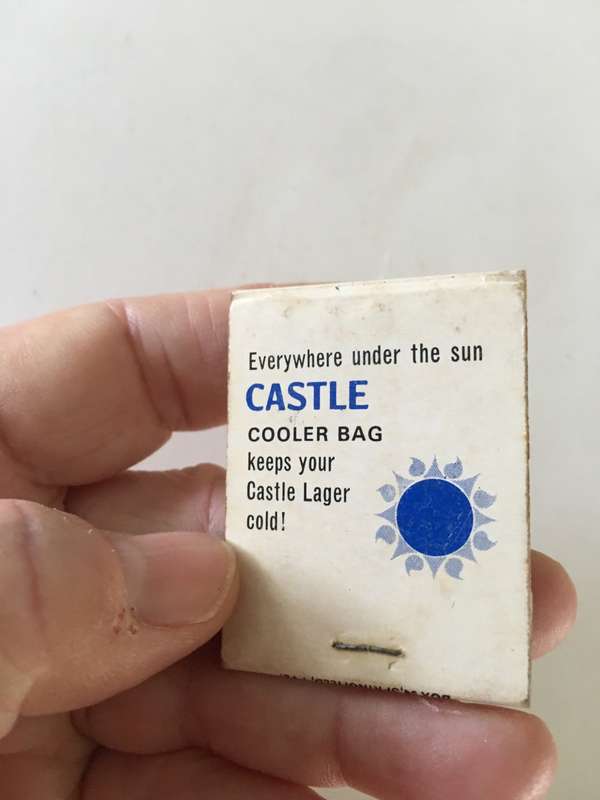 Everywhere under the sun
CASTLE
COOLER BAG
keeps your
Castle Lager
cold!